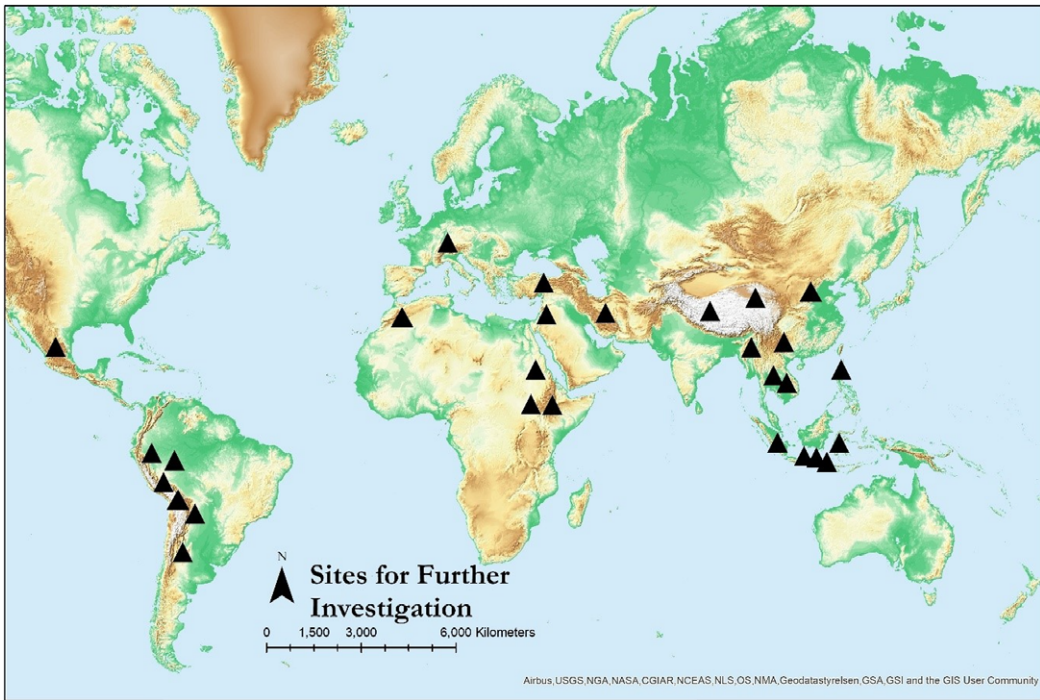 N
Sites for Further
Investigation
0 1,500 3,000 6,000 Kilometers
Airbus,USGS,NGA,NASA,CGIAR,NCEAS,NLS,OS,NMA,Geodatastyrelsen,GSA,GSI and the GIS User Community